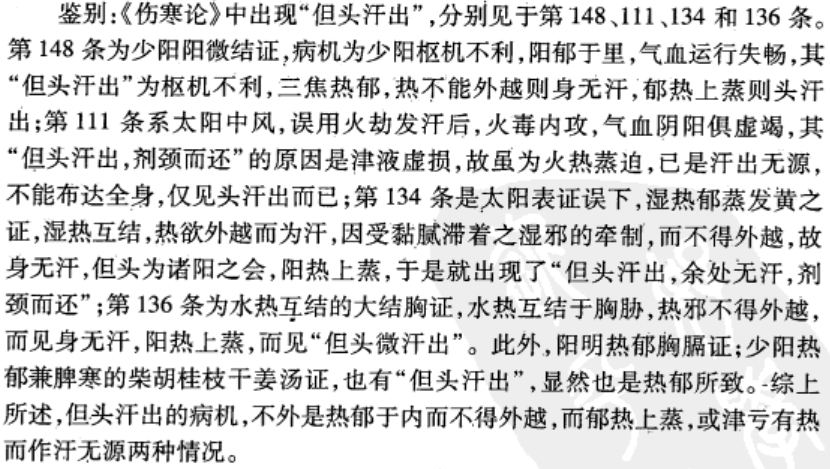 鉴别:《伤寒论》中出现“但头汗出”,分别见于第 148、111、134 和 136 条。
第 148 条为少阳阳微结证,病机为少阳枢机不利,阳郁于里,气血运行失畅,其
“但头汗出”为枢机不利,三焦热郁,热不能外越则身无汗,郁热上蒸则头汗
出;第 111 条系太阳中风,误用火劫发汗后,火毒内攻,气血阴阳俱虚竭,其
“但头汗出,剂颈而还”的原因是津液虚损,故虽为火热蒸迫,已是汗出无源,
不能布达全身,仅见头汗出而已;第 134 条是太阳表证误下,湿热郁蒸发黄之
证,湿热互结,热欲外越而为汗,因受黏腻滞着之湿邪的牵制,而不得外越,故
身无汗,但头为诸阳之会,阳热上蒸,于是就出现了“但头汗出,余处无汗,剂
颈而还”;第 136 条为水热互结的大结胸证,水热互结于胸胁,热邪不得外越,
而见身无汗,阳热上蒸,而见“但头微汗出”。此外,阳明热郁胸膈证;少阳热
郁兼脾寒的柴胡桂枝干姜汤证,也有“但头汗出”,显然也是热郁所致。综上
所述,但头汗出的病机,不外是热郁于内而不得外越,而郁热上蒸,或津亏有热
而作汗无源两种情况。